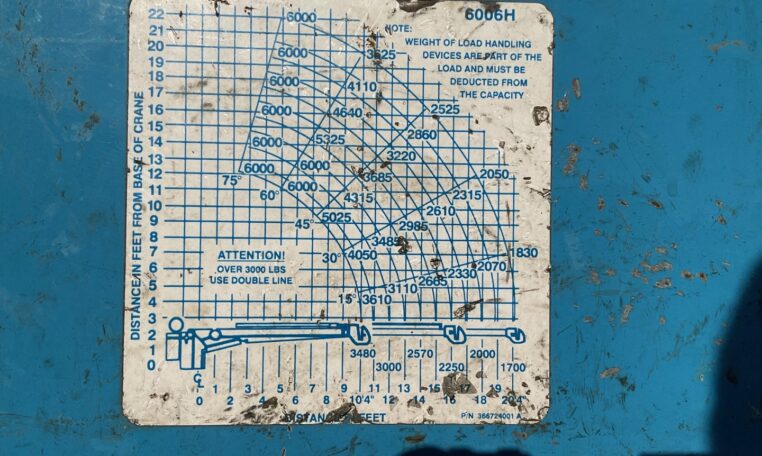 6006H
NOTE:
WEIGHT OF LOAD HANDLING
DEVICES ARE PART OF THE
LOAD AND MUST BE
DEDUCTED FROM
THE CAPACITY
DISTANCE IN FEET FROM BASE OF CRANE
22
21
20
19
18
17
16
15
14
13
12
11
10
9
8
7
6
5
4
3
3
2
1
0
6000
6000 3625
6000 4110
6000 4640 2525
6000 5325 2860
6000 6000 3220
75° 6000 3685 2050
60° 4315 2315
45° 5025 2610
2985
3485
30° 4050 1830
2070
2330
2665
3110
15° 3610
ATTENTION!
OVER 3000 LBS
USE DOUBLE LINE
3480 2570 2000
3000 2250 1700
℄ 1 3 5 7 9 11 13 15 17 19
0 2 4 6 8 10'4" 12 14 16 18 20'4"
DISTANCE IN FEET
P/N 366724001 A